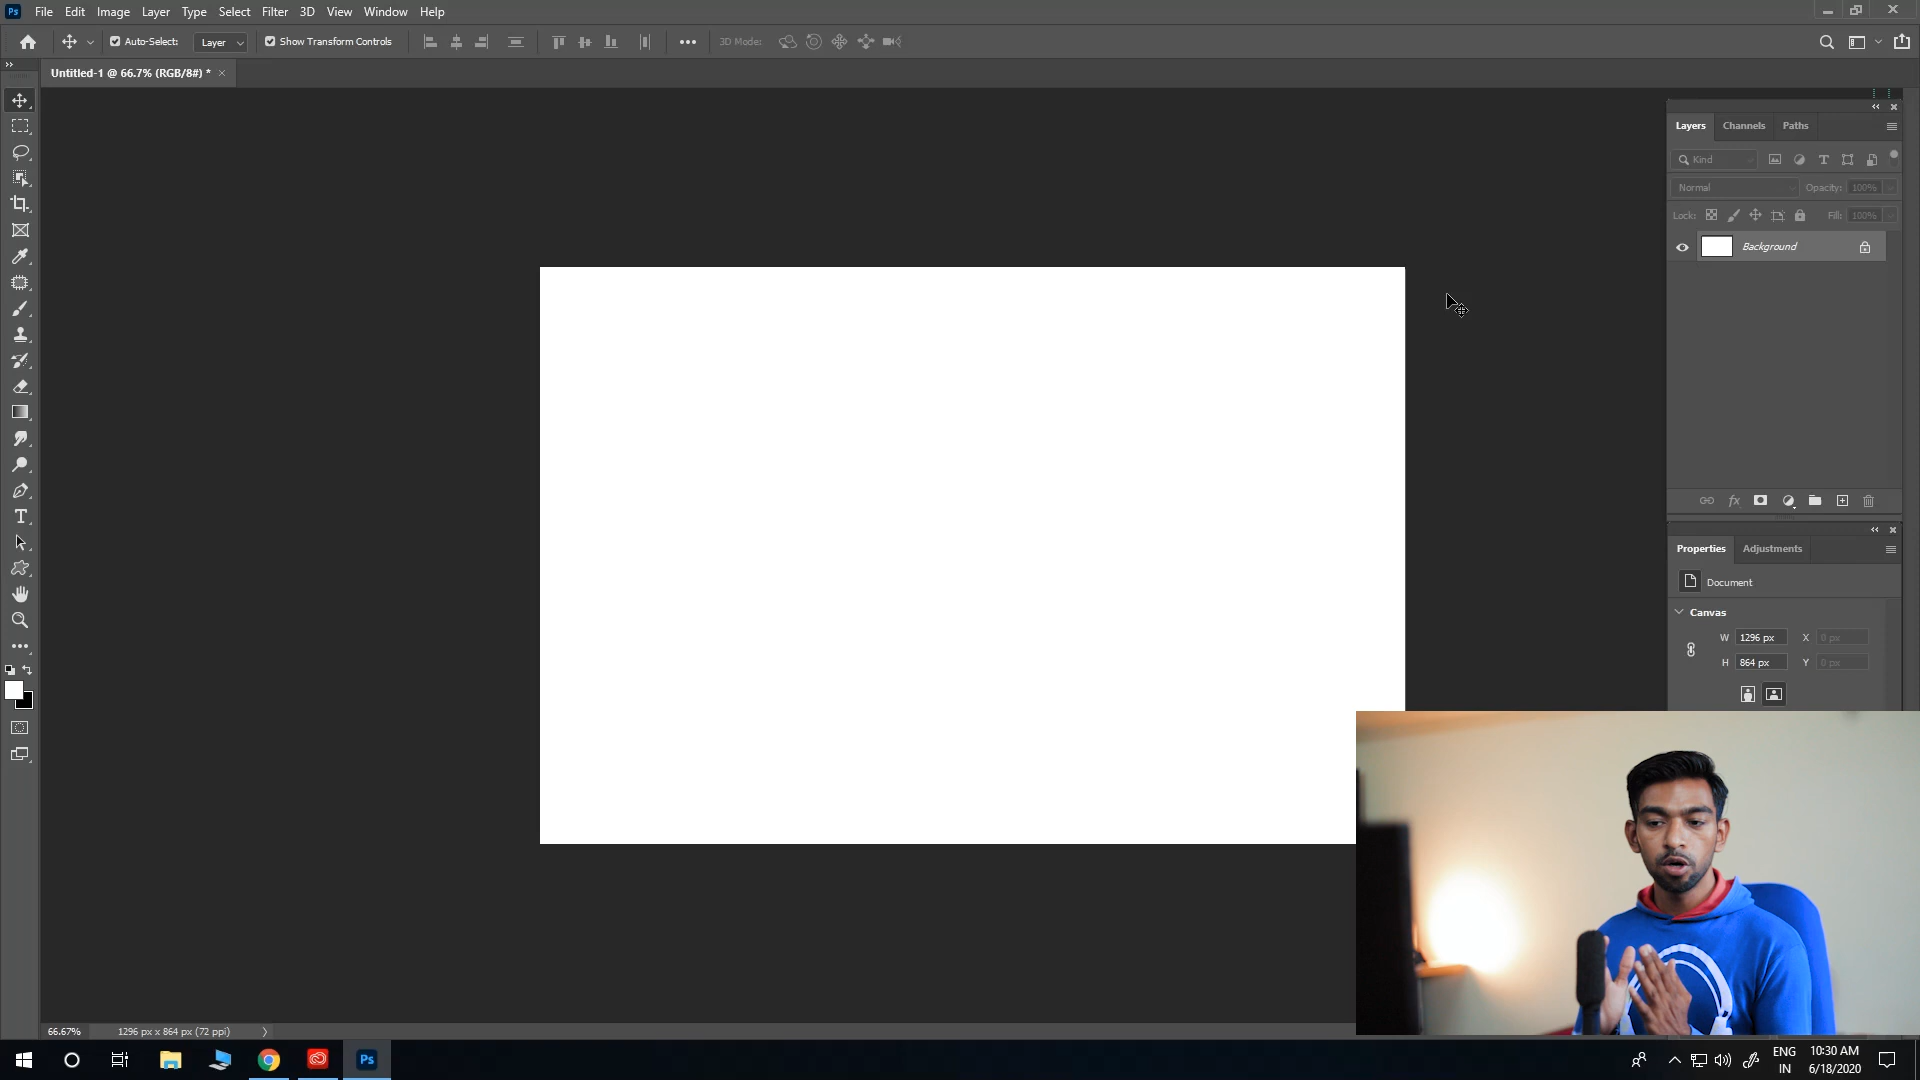 Ps File Edit Image Layer Type Select Filter 3D View Window Help
Auto-Select: Layer Show Transform Controls 3D Mode:
Untitled-1 @ 66.7% (RGB/8#) *
Layers Channels Paths
Kind
Normal Opacity: 100%
Lock: Fill: 100%
Background
fx
Properties Adjustments
Document
Canvas
W 1296 px X 0 px
H 864 px Y 0 px
66.67% 1296 px x 864 px (72 ppi)
Ps
ENG
IN
10:30 AM
6/18/2020